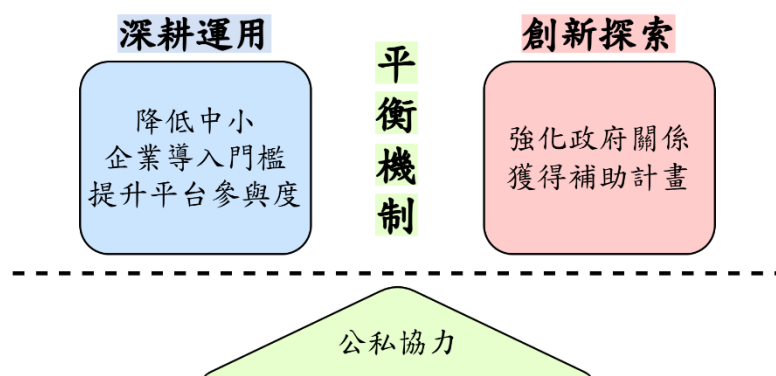 深耕運用
降低中小
企業導入門檻
提升平台參與度
平
衡
機
制
創新探索
強化政府關係
獲得補助計畫
公私協力